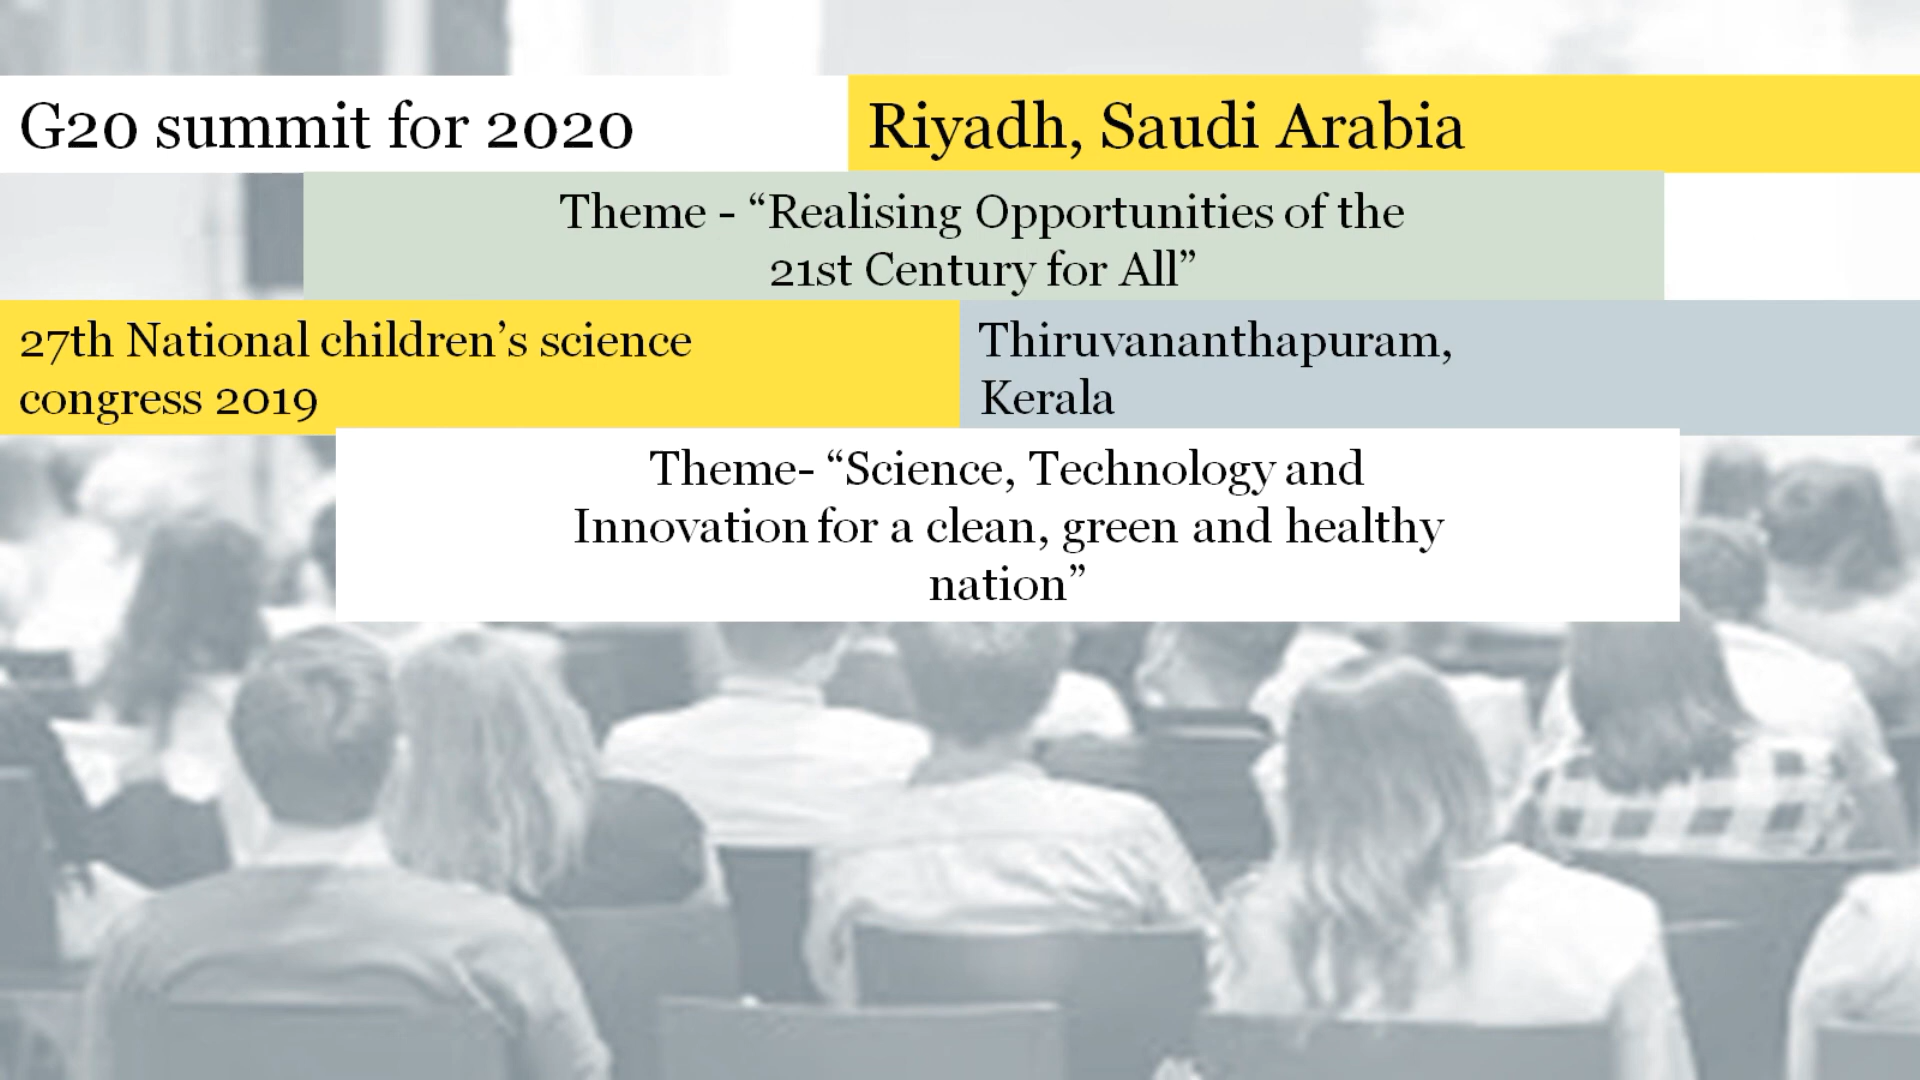 G20 summit for 2020
Riyadh, Saudi Arabia
Theme - “Realising Opportunities of the
21st Century for All”
27th National children’s science
congress 2019
Thiruvananthapuram,
Kerala
Theme- “Science, Technology and
Innovation for a clean, green and healthy
nation”